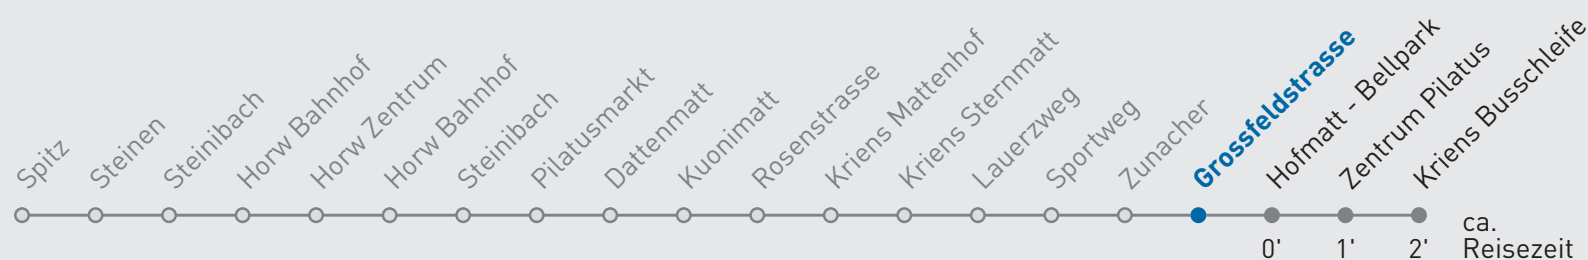 Spitz
Steinen
Steinibach
Horw Bahnhof
Horw Zentrum
Horw Bahnhof
Steinibach
Pilatusmarkt
Dattenmatt
Kuonimatt
Rosenstrasse
Kriens Mattenhof
Kriens Sternmatt
Lauerzweg
Sportweg
Zunacher
Grossfeldstrasse
Hofmatt - Bellpark
Zentrum Pilatus
Kriens Busschleife
ca.
0' 1' 2' Reisezeit